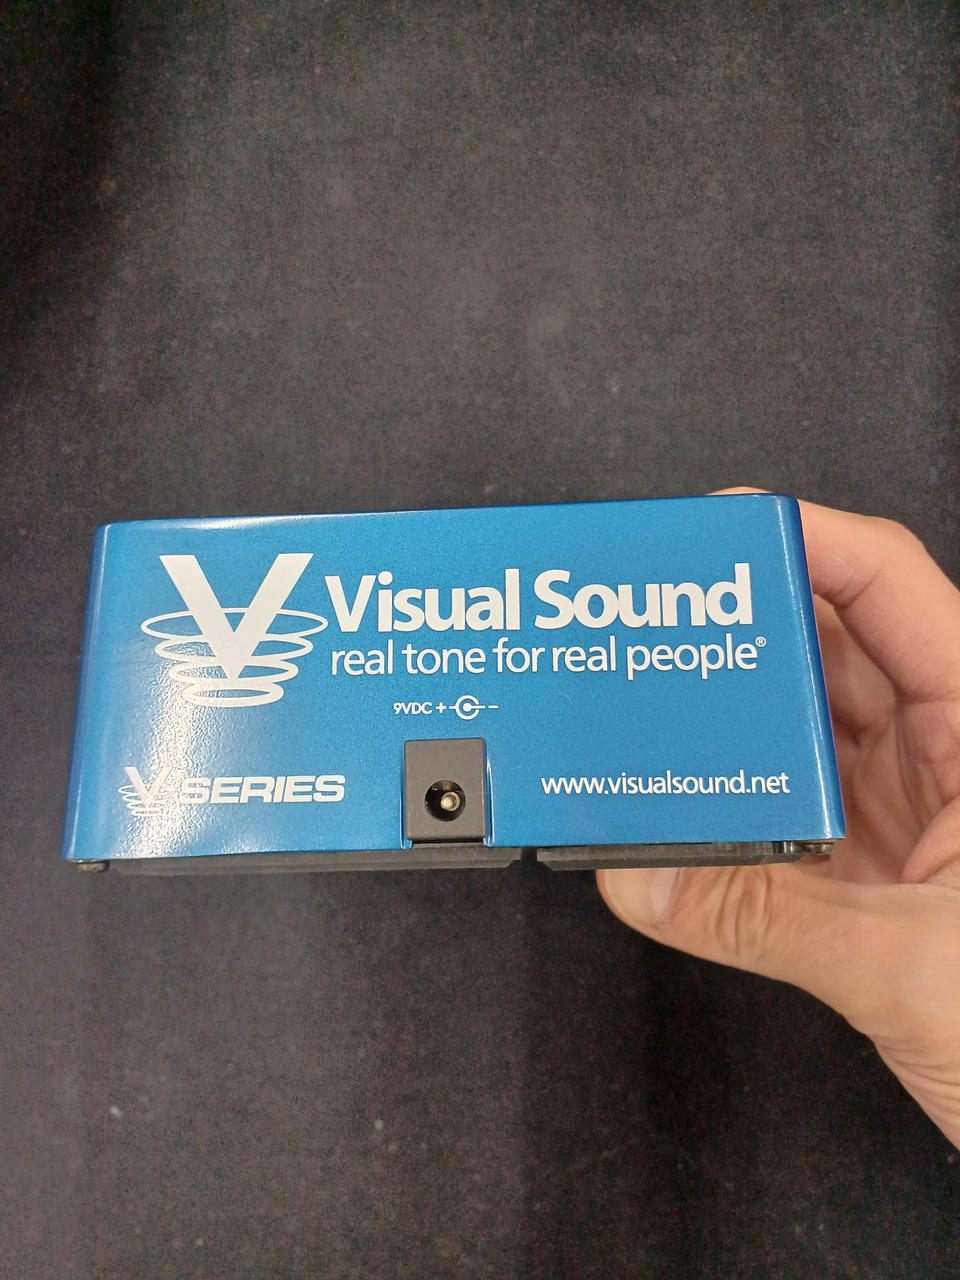 V
Visual Sound
real tone for real people®
9VDC + -
V SERIES
www.visualsound.net